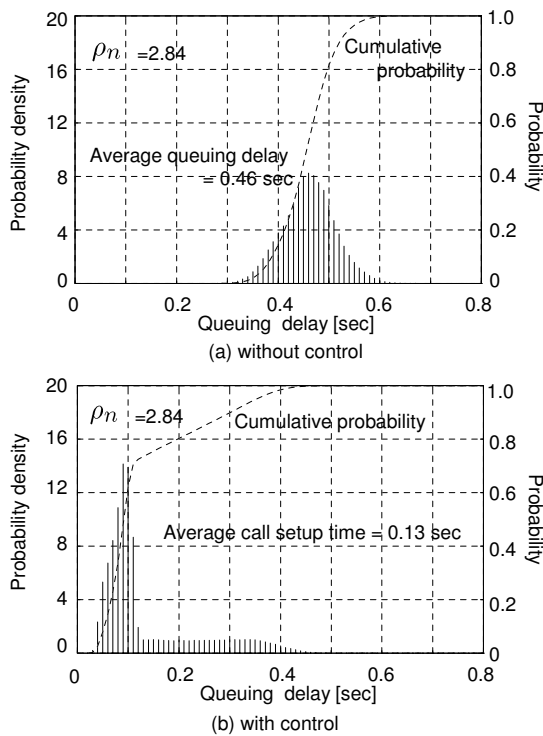 20
16
12
8
4
0
Probability density
ρn =2.84
Cumulative
probability
Average queuing delay
= 0.46 sec
1.0
0.8
0.6
0.4
0.2
0
Probability
0
0.2
0.4
0.6
0.8
Queuing delay [sec]
(a) without control
20
16
12
8
4
0
Probability density
ρn =2.84
Cumulative probability
Average call setup time = 0.13 sec
1.0
0.8
0.6
0.4
0.2
0
Probability
0
0.2
0.4
0.6
0.8
Queuing delay [sec]
(b) with control